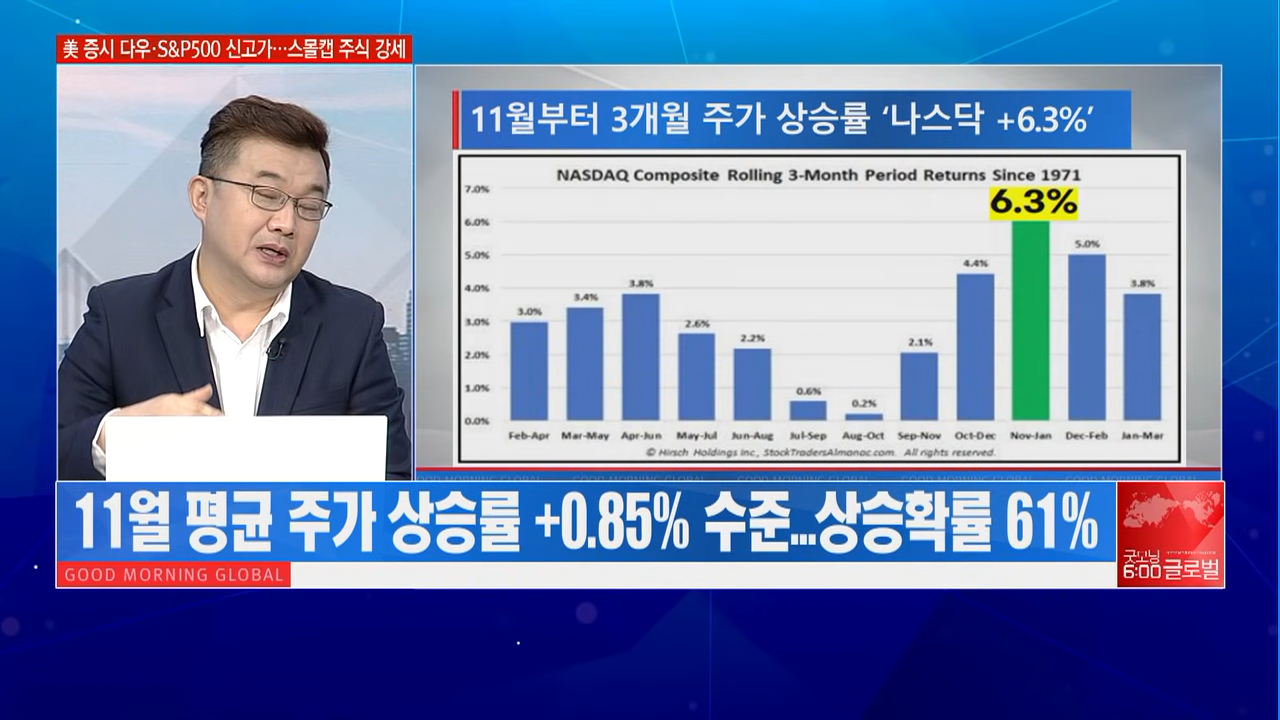 美 증시 다우·S&P500 신고가…스몰캡 주식 강세
11월부터 3개월 주가 상승률 ‘나스닥 +6.3%’
NASDAQ Composite Rolling 3-Month Period Returns Since 1971
7.0%
6.0%
5.0%
4.0%
3.0%
2.0%
1.0%
0.0%
3.0%
3.4%
3.8%
2.6%
2.2%
0.6%
0.2%
2.1%
4.4%
6.3%
5.0%
3.8%
Feb-Apr Mar-May Apr-Jun May-Jul Jun-Aug Jul-Sep Aug-Oct Sep-Nov Oct-Dec Nov-Jan Dec-Feb Jan-Mar
© Hirsch Holdings Inc, StockTradersAlmanac.com. All rights reserved.
11월 평균 주가 상승률 +0.85% 수준...상승확률 61%
GOOD MORNING GLOBAL
굿모닝
6:00 글로벌